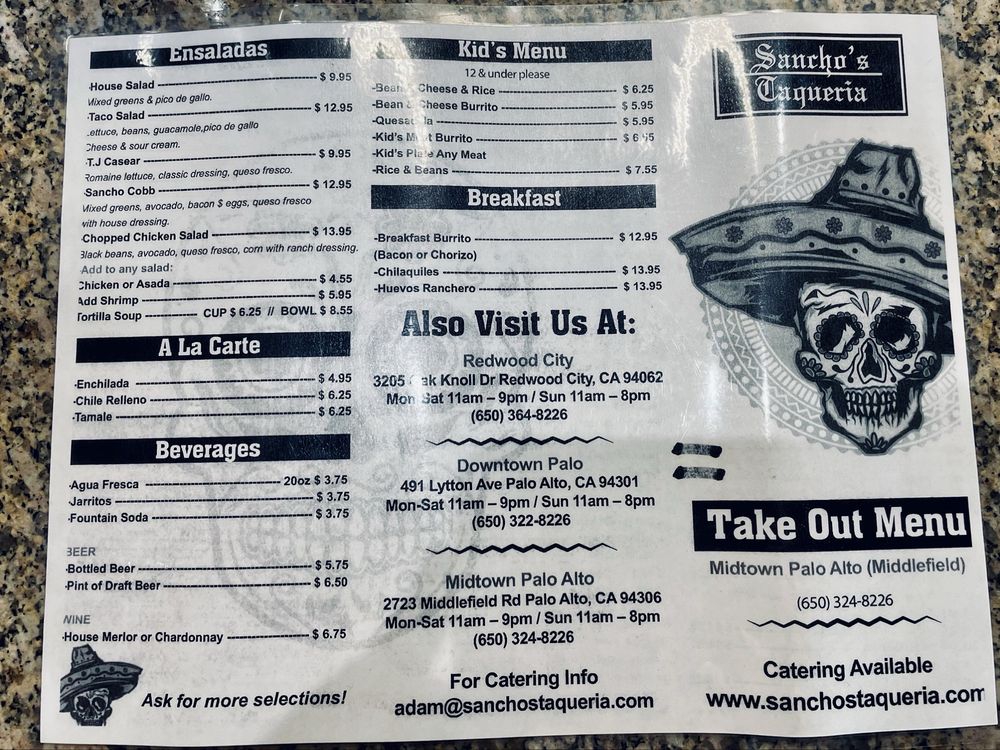 Ensaladas
·House Salad $ 9.95
Mixed greens & pico de gallo.
·Taco Salad $ 12.95
Lettuce, beans, guacamole,pico de gallo
Cheese & sour cream.
·T.J Casear $ 9.95
Romaine lettuce, classic dressing, queso fresco.
·Sancho Cobb $ 12.95
Mixed greens, avocado, bacon $ eggs, queso fresco
with house dressing.
·Chopped Chicken Salad $ 13.95
Black beans, avocado, queso fresco, corn with ranch dressing.
Add to any salad:
Chicken or Asada $ 4.55
Add Shrimp $ 5.95
Tortilla Soup CUP $ 6.25 // BOWL $ 8.55
A La Carte
·Enchilada $ 4.95
·Chile Relleno $ 6.25
·Tamale $ 6.25
Beverages
·Agua Fresca 20oz $ 3.75
·Jarritos $ 3.75
·Fountain Soda $ 3.75
BEER
·Bottled Beer $ 5.75
·Pint of Draft Beer $ 6.50
WINE
·House Merlor or Chardonnay $ 6.75
Ask for more selections!
Kid's Menu
12 & under please
-Bean Cheese & Rice $ 6.25
-Bean & Cheese Burrito $ 5.95
-Quesadilla $ 5.95
-Kid's Meat Burrito
-Kid's Plate Any Meat
-Rice & Beans $ 7.55
Breakfast
-Breakfast Burrito $ 12.95
(Bacon or Chorizo)
-Chilaquiles $ 13.95
-Huevos Ranchero $ 13.95
Also Visit Us At:
Redwood City
3205 Oak Knoll Dr Redwood City, CA 94062
Mon-Sat 11am – 9pm / Sun 11am – 8pm
(650) 364-8226
Downtown Palo
491 Lytton Ave Palo Alto, CA 94301
Mon-Sat 11am – 9pm / Sun 11am – 8pm
(650) 322-8226
Midtown Palo Alto
2723 Middlefield Rd Palo Alto, CA 94306
Mon-Sat 11am – 9pm / Sun 11am – 8pm
(650) 324-8226
For Catering Info
adam@sanchostaqueria.com
Sancho's
Taqueria
Take Out Menu
Midtown Palo Alto (Middlefield)
(650) 324-8226
Catering Available
www.sanchostaqueria.com